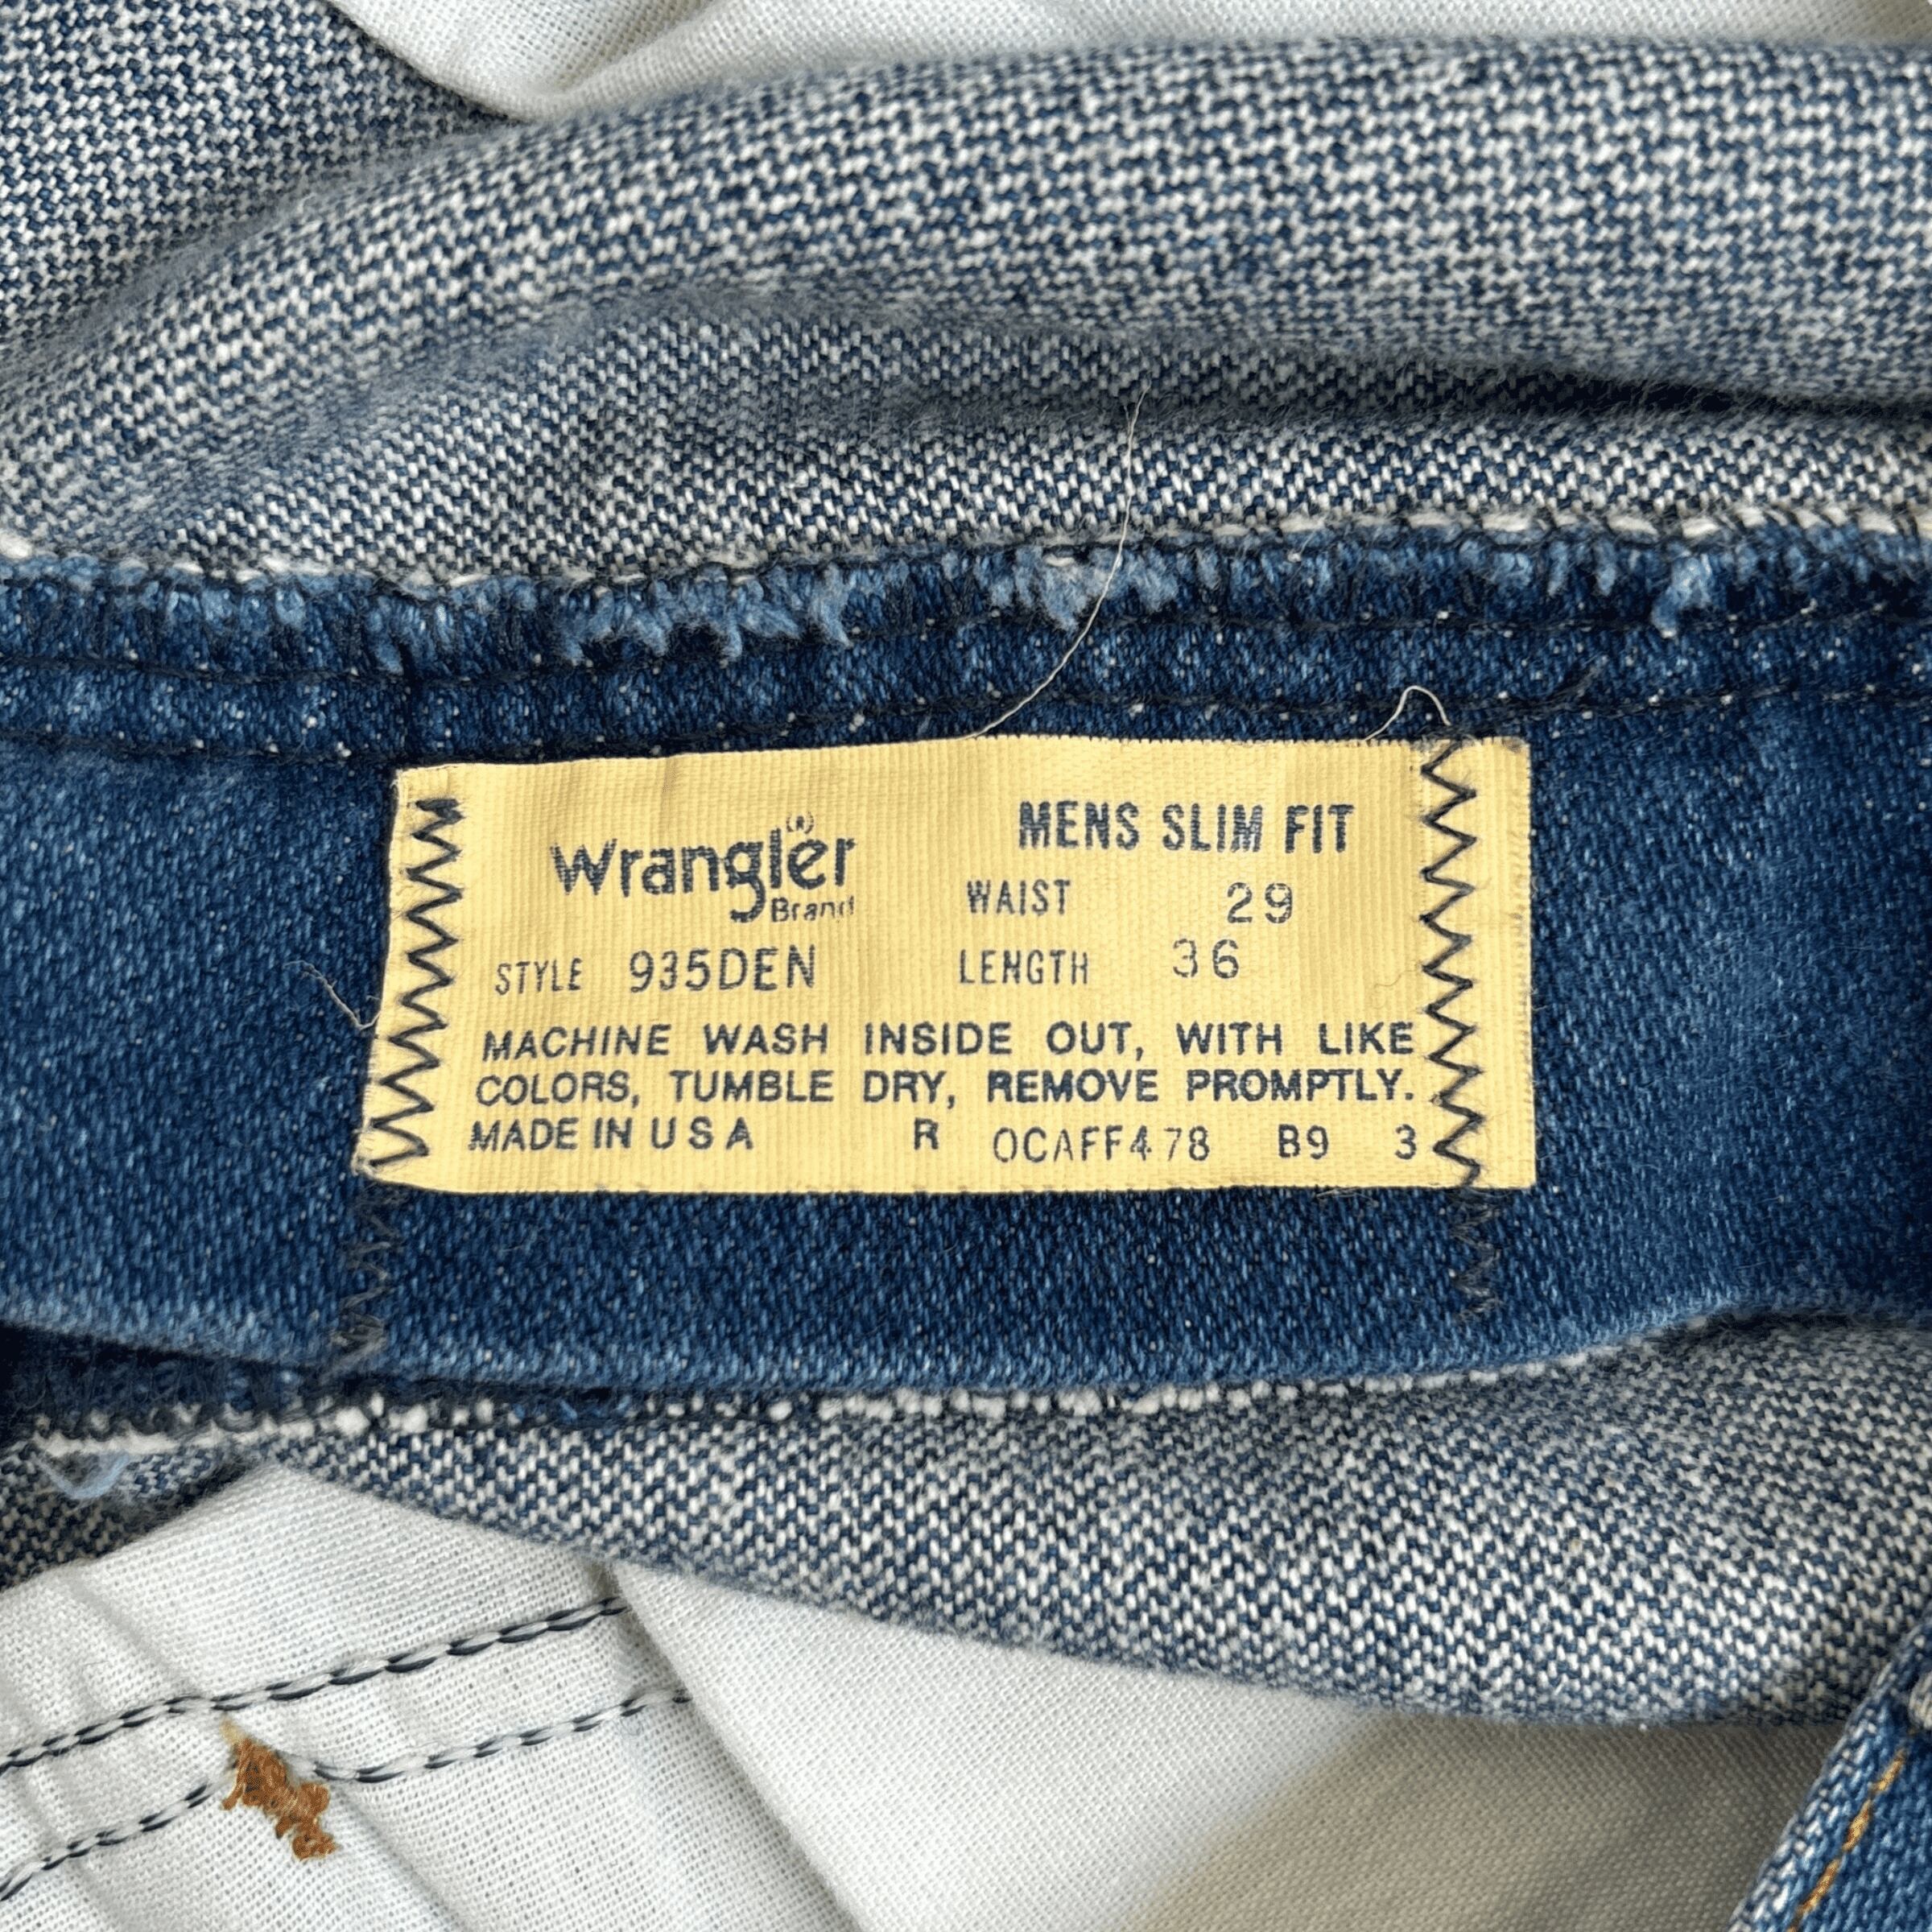 Wrangler® MENS SLIM FIT
Brand WAIST 29
STYLE 935DEN LENGTH 36
MACHINE WASH INSIDE OUT, WITH LIKE
COLORS, TUMBLE DRY, REMOVE PROMPTLY.
MADE IN U S A R OCAFF478 B9 3